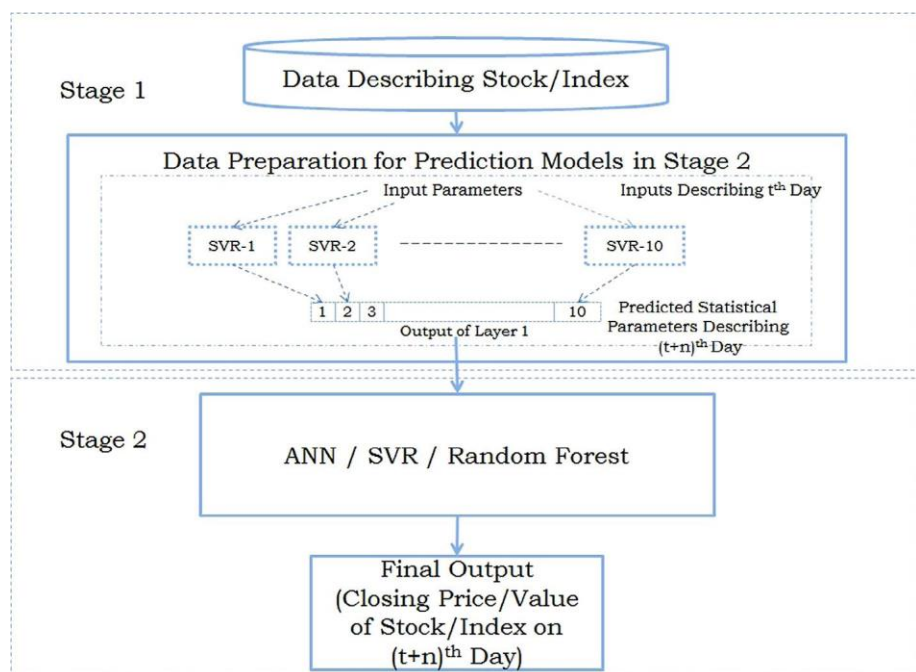 Stage 1
Data Describing Stock/Index
Data Preparation for Prediction Models in Stage 2
Input Parameters
Inputs Describing tth Day
SVR-1
SVR-2
SVR-10
1 2 3 10
Output of Layer 1
Predicted Statistical
Parameters Describing
(t+n)th Day
Stage 2
ANN / SVR / Random Forest
Final Output
(Closing Price/Value
of Stock/Index on
(t+n)th Day)